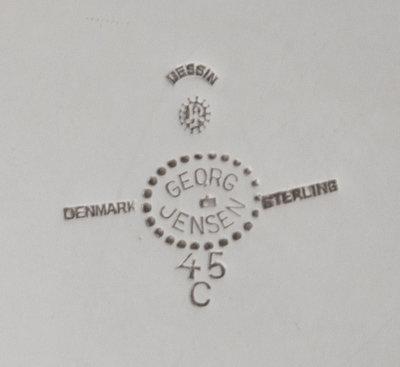 DESSIN
GEORG
JENSEN
DENMARK
STERLING
45
C